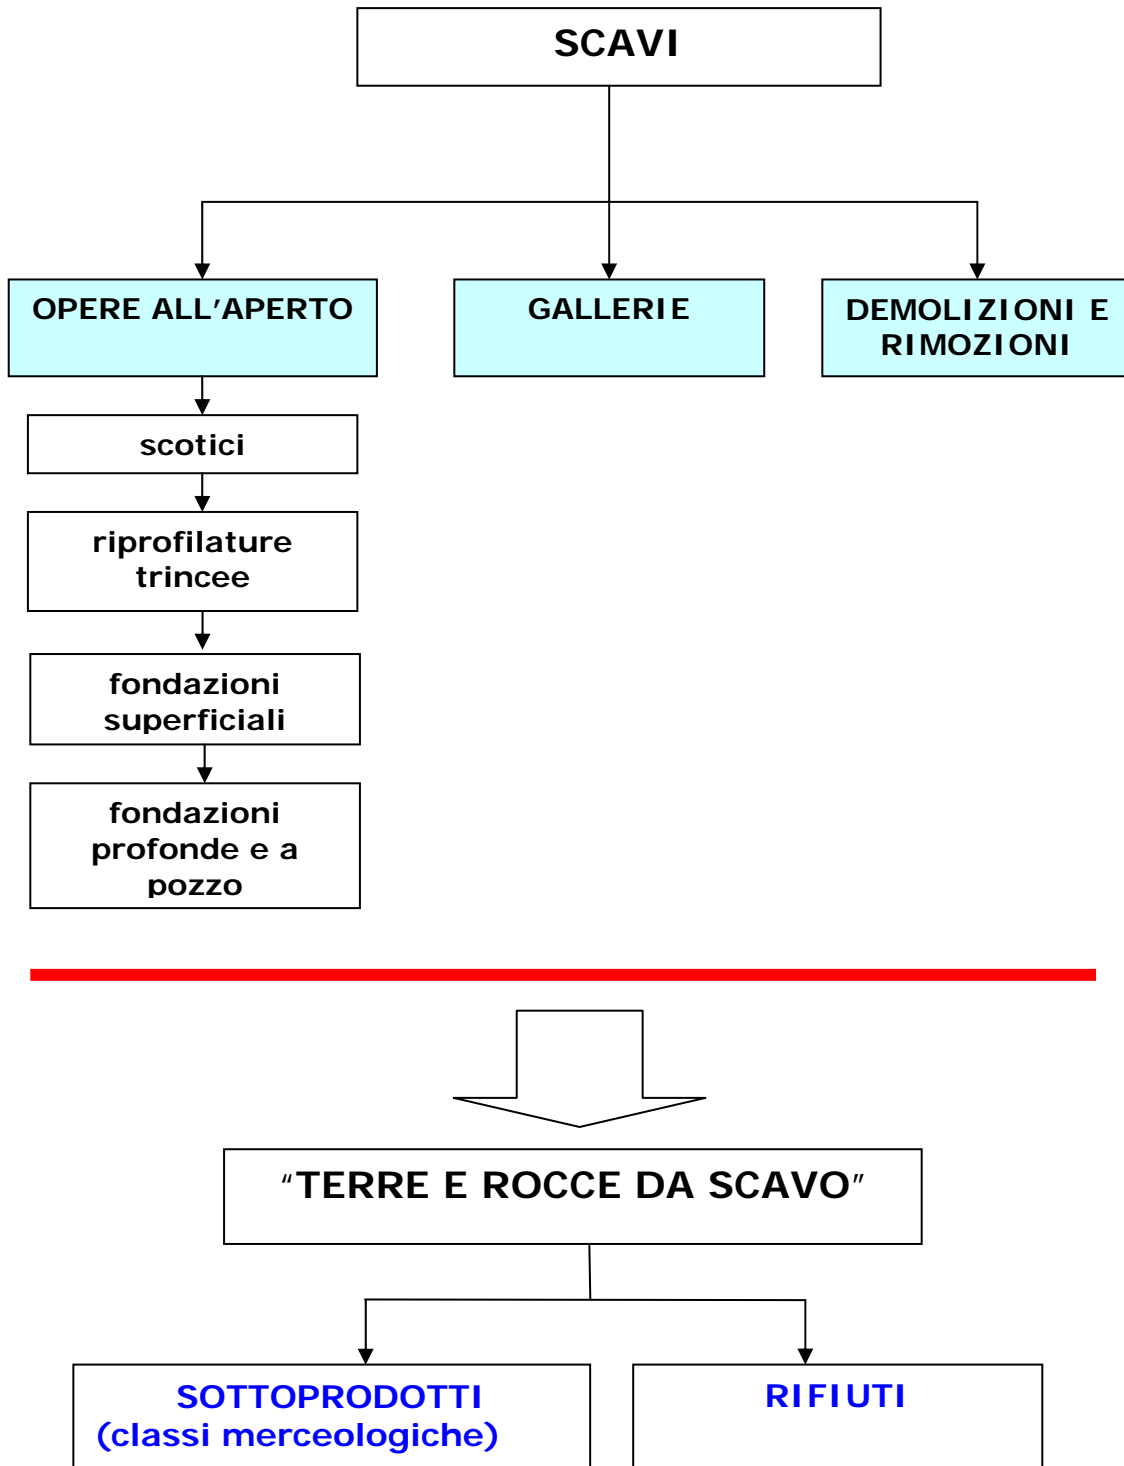 SCAVI
OPERE ALL'APERTO
GALLERIE
DEMOLIZIONI E
RIMOZIONI
scotici
riprofilature
trincee
fondazioni
superficiali
fondazioni
profonde e a
pozzo
“TERRE E ROCCE DA SCAVO”
SOTTOPRODOTTI
(classi merceologiche)
RIFIUTI